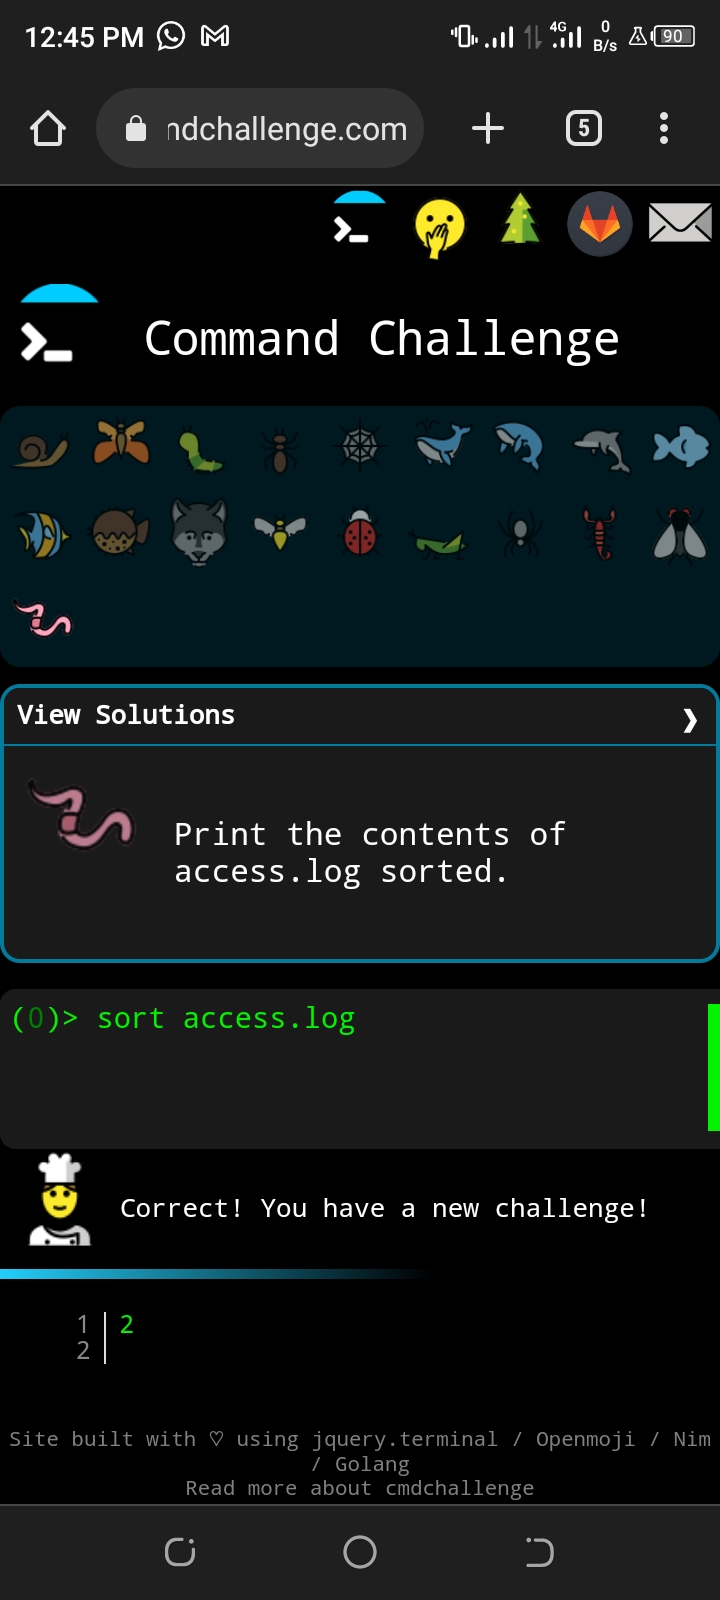 12:45 PM
4G
0
B/s
90
ndchallenge.com
5
Command Challenge
View Solutions
Print the contents of
access.log sorted.
(0)> sort access.log
Correct! You have a new challenge!
1 2
2
Site built with ♡ using jquery.terminal / Openmoji / Nim
/ Golang
Read more about cmdchallenge